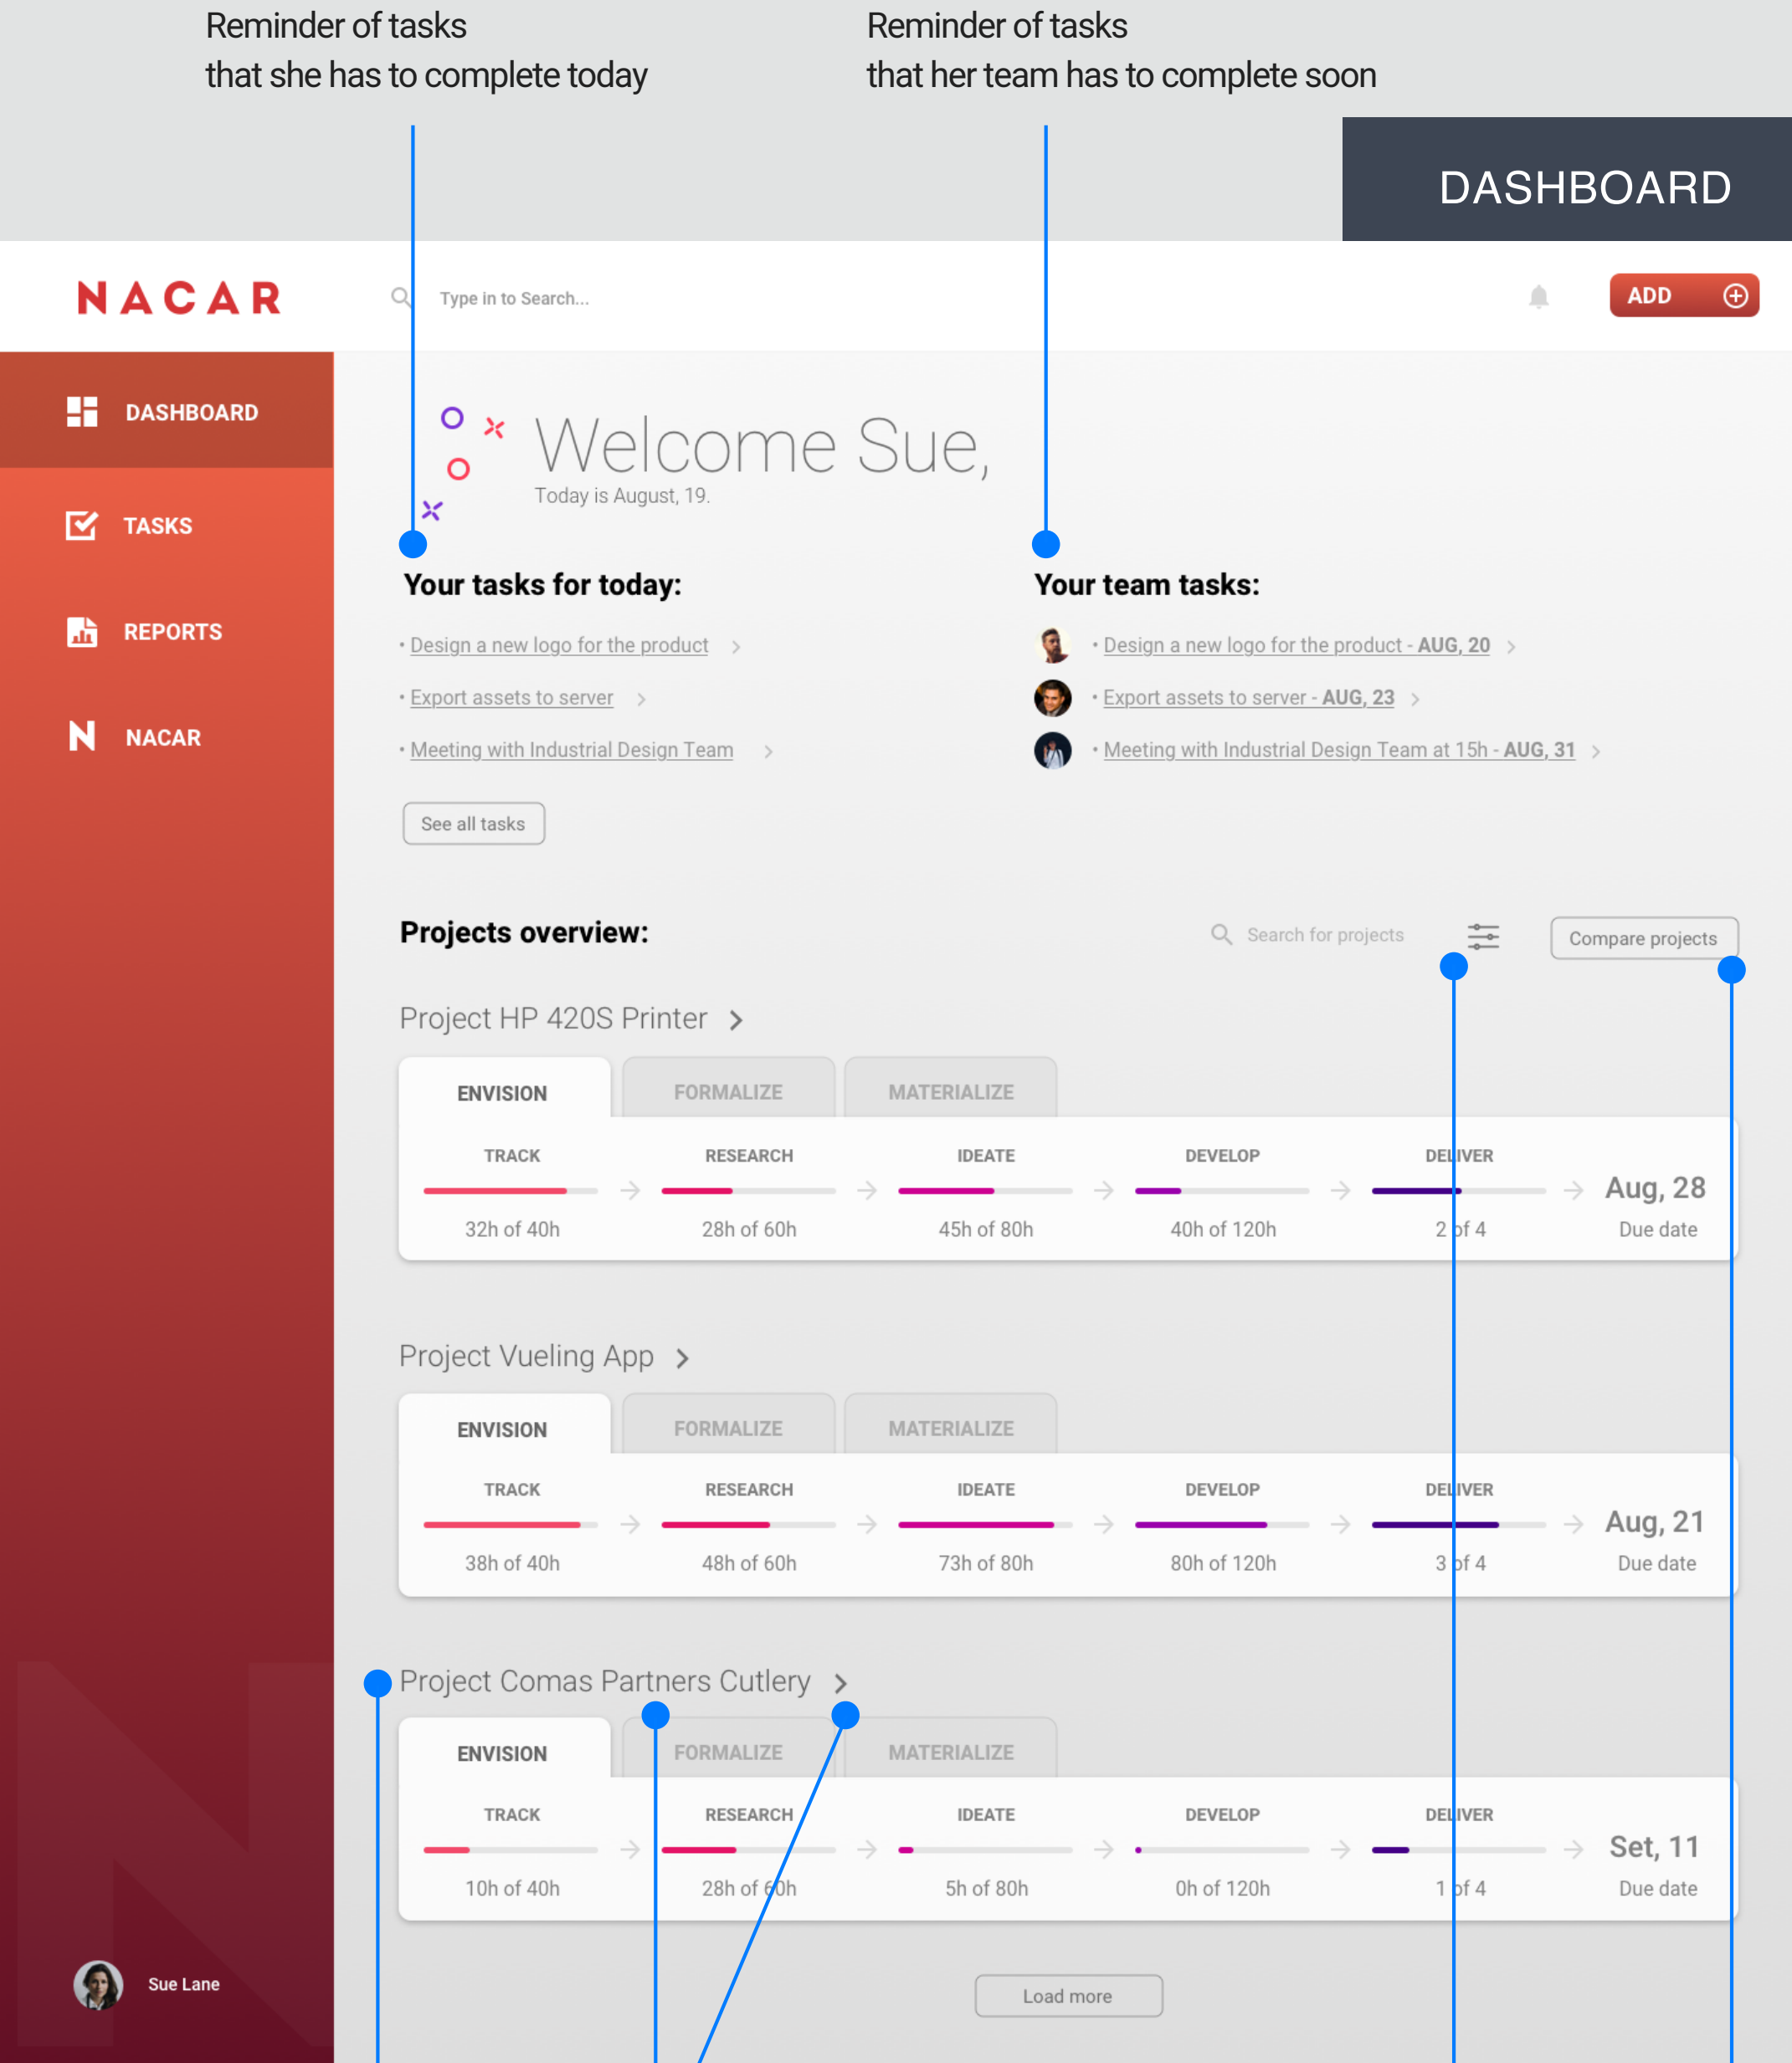 Reminder of tasks
that she has to complete today
Reminder of tasks
that her team has to complete soon
DASHBOARD
NACAR
Type in to Search...
ADD
DASHBOARD
TASKS
REPORTS
N NACAR
Welcome Sue,
Today is August, 19.
Your tasks for today:
• Design a new logo for the product
• Export assets to server
• Meeting with Industrial Design Team
See all tasks
Your team tasks:
• Design a new logo for the product - AUG, 20
• Export assets to server - AUG, 23
• Meeting with Industrial Design Team at 15h - AUG, 31
Projects overview:
Search for projects
Compare projects
Project HP 420S Printer
ENVISION FORMALIZE MATERIALIZE
TRACK RESEARCH IDEATE DEVELOP DELIVER
Aug, 28
32h of 40h 28h of 60h 45h of 80h 40h of 120h 2 of 4 Due date
Project Vueling App
ENVISION FORMALIZE MATERIALIZE
TRACK RESEARCH IDEATE DEVELOP DELIVER
Aug, 21
38h of 40h 48h of 60h 73h of 80h 80h of 120h 3 of 4 Due date
Project Comas Partners Cutlery
ENVISION FORMALIZE MATERIALIZE
TRACK RESEARCH IDEATE DEVELOP DELIVER
Set, 11
10h of 40h 28h of 60h 5h of 80h 0h of 120h 1 of 4 Due date
Sue Lane
Load more